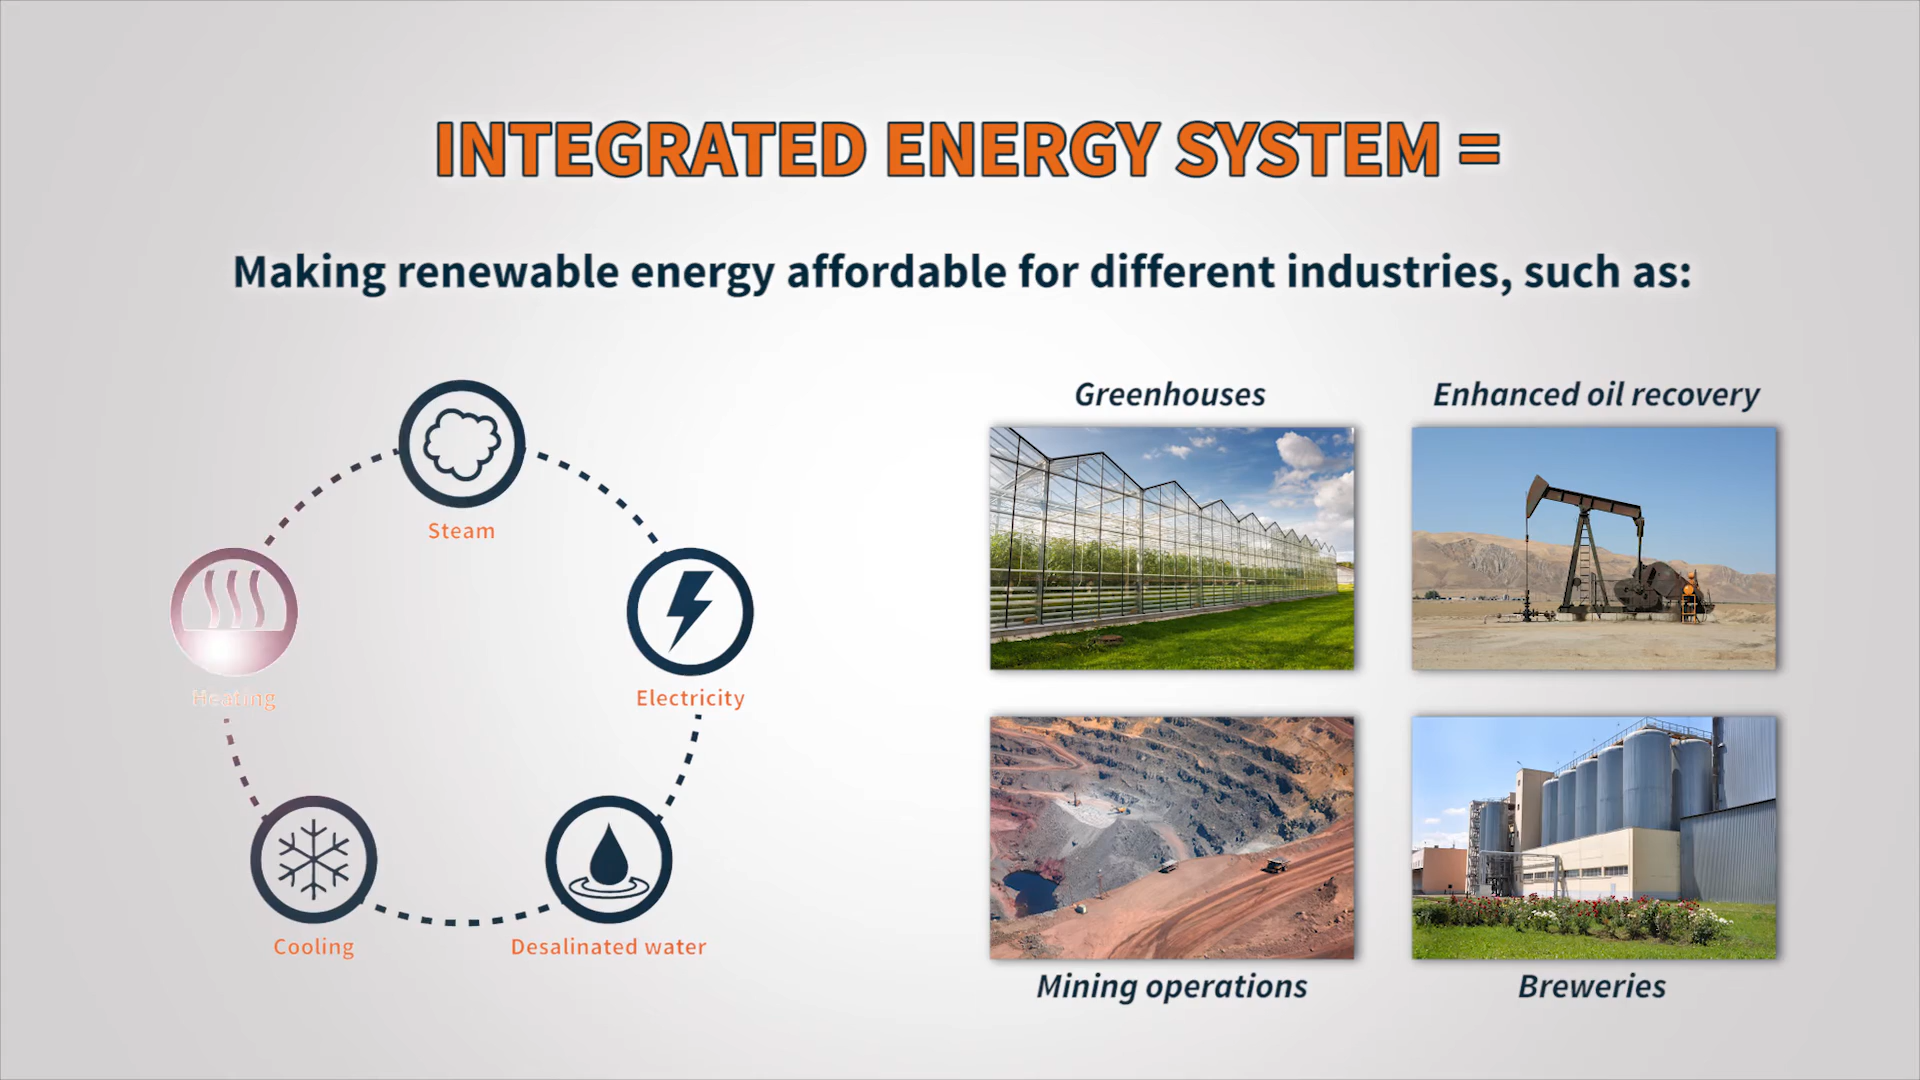 INTEGRATED ENERGY SYSTEM =
Making renewable energy affordable for different industries, such as:
Steam
Heating
Electricity
Cooling
Desalinated water
Greenhouses
Enhanced oil recovery
Mining operations
Breweries